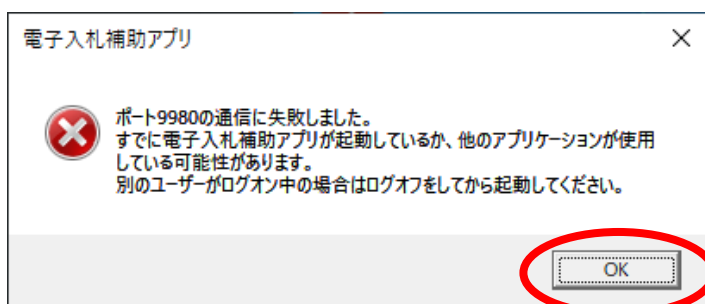 電子入札補助アプリ
ポート9980の通信に失敗しました。
すでに電子入札補助アプリが起動しているか、他のアプリケーションが使用
している可能性があります。
別のユーザーがログオン中の場合はログオフをしてから起動してください。
OK